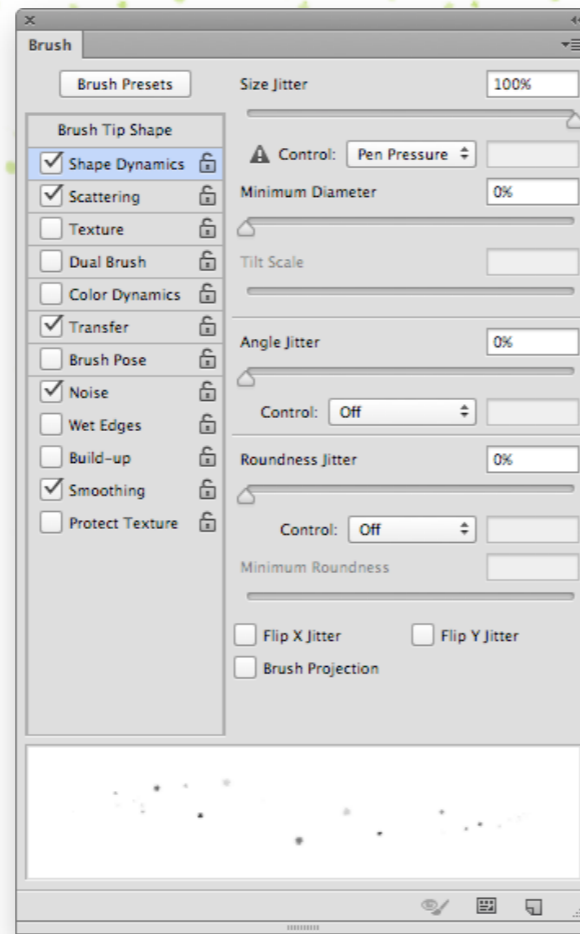 Brush
Brush Presets
Brush Tip Shape
Shape Dynamics
Scattering
Texture
Dual Brush
Color Dynamics
Transfer
Brush Pose
Noise
Wet Edges
Build-up
Smoothing
Protect Texture
Size Jitter 100%
Control: Pen Pressure
Minimum Diameter 0%
Tilt Scale
Angle Jitter 0%
Control: Off
Roundness Jitter 0%
Control: Off
Minimum Roundness
Flip X Jitter Flip Y Jitter
Brush Projection